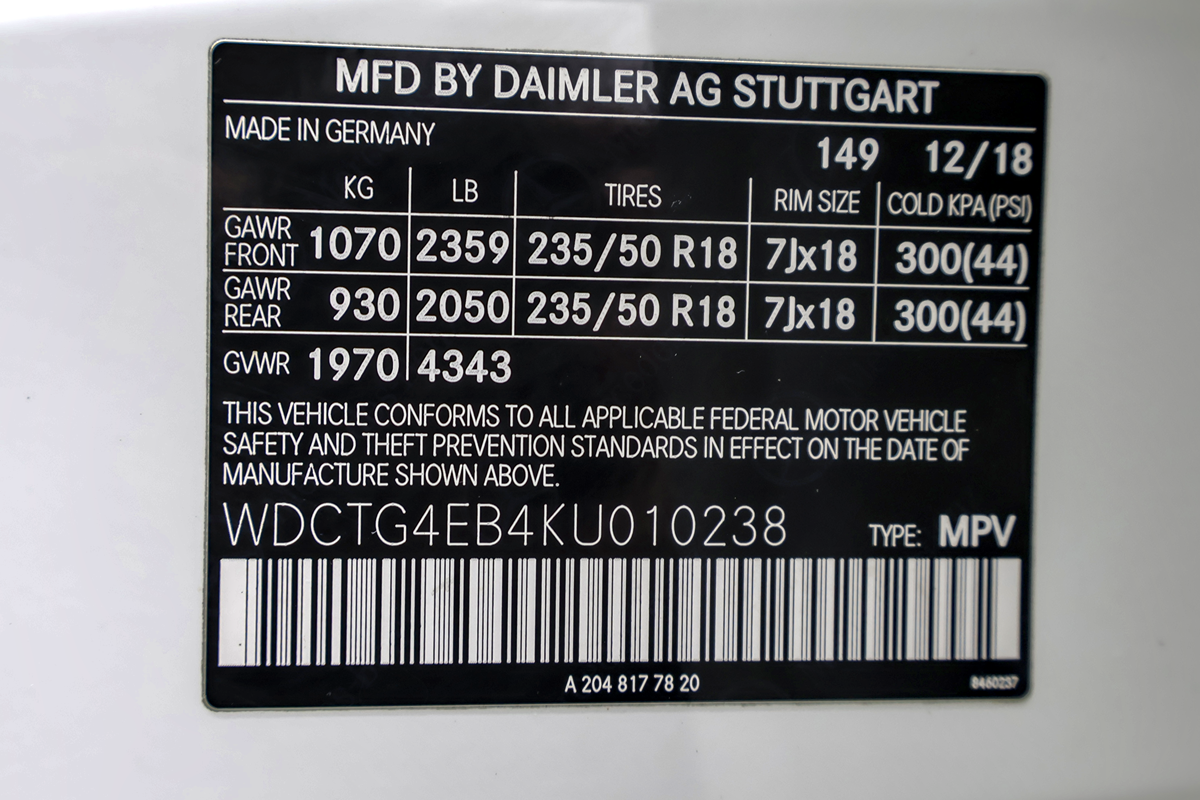 MFD BY DAIMLER AG STUTTGART
MADE IN GERMANY 149 12/18
KG LB TIRES RIM SIZE COLD KPA(PSI)
GAWR FRONT 1070 2359 235/50 R18 7Jx18 300(44)
GAWR REAR 930 2050 235/50 R18 7Jx18 300(44)
GVWR 1970 4343
THIS VEHICLE CONFORMS TO ALL APPLICABLE FEDERAL MOTOR VEHICLE
SAFETY AND THEFT PREVENTION STANDARDS IN EFFECT ON THE DATE OF
MANUFACTURE SHOWN ABOVE.
WDCTG4EB4KU010238 TYPE: MPV
A 204 817 78 20 8460237